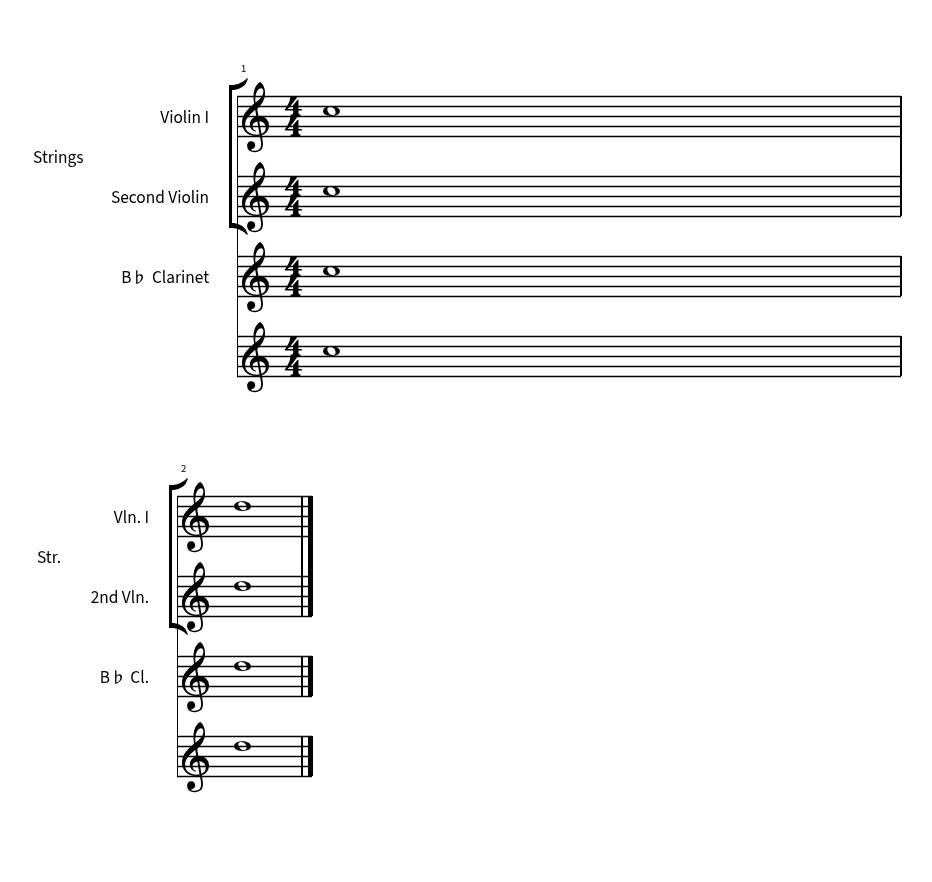 1
Violin I
Strings
Second Violin
B♭ Clarinet
2
Vln. I
Str.
2nd Vln.
B♭ Cl.